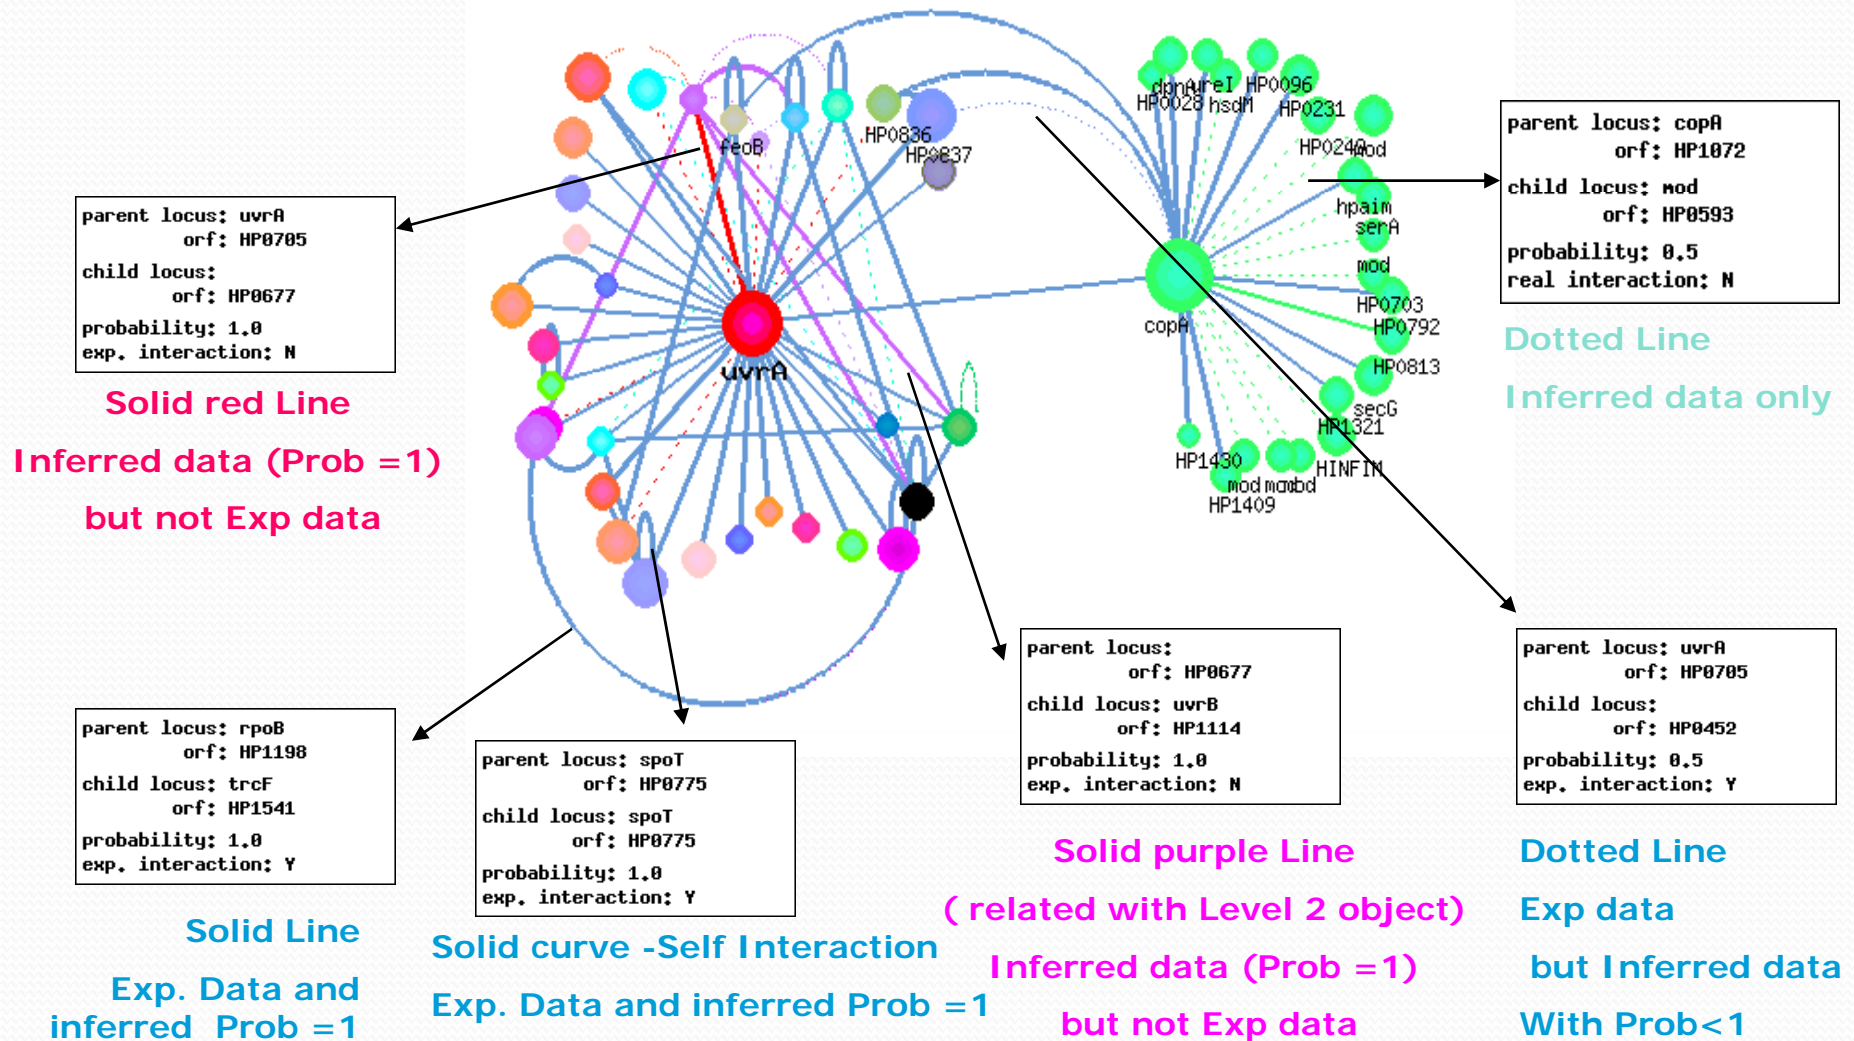 dpnA
ureI
HP0096
HP0028
hsdM
HP0231
HP0836
feoB
HP0837
mod
hpaim
serA
mod
HP0703
copA
HP0792
HP0813
uvrA
secG
HP1321
HP1430
HINFIM
mod
HP1409
parent locus: copA
orf: HP1072
child locus: mod
orf: HP0593
probability: 0.5
real interaction: N
Dotted Line
Inferred data only
parent locus: uvrA
orf: HP0705
child locus:
orf: HP0677
probability: 1.0
exp. interaction: N
Solid red Line
Inferred data (Prob =1)
but not Exp data
parent locus: rpoB
orf: HP1198
child locus: trcF
orf: HP1541
probability: 1.0
exp. interaction: Y
Solid Line
Exp. Data and
inferred Prob =1
parent locus: spoT
orf: HP0775
child locus: spoT
orf: HP0775
probability: 1.0
exp. interaction: Y
Solid curve -Self Interaction
Exp. Data and inferred Prob =1
parent locus:
orf: HP0677
child locus: uvrB
orf: HP1114
probability: 1.0
exp. interaction: N
Solid purple Line
( related with Level 2 object)
Inferred data (Prob =1)
but not Exp data
parent locus: uvrA
orf: HP0705
child locus:
orf: HP0452
probability: 0.5
exp. interaction: Y
Dotted Line
Exp data
but Inferred data
With Prob<1